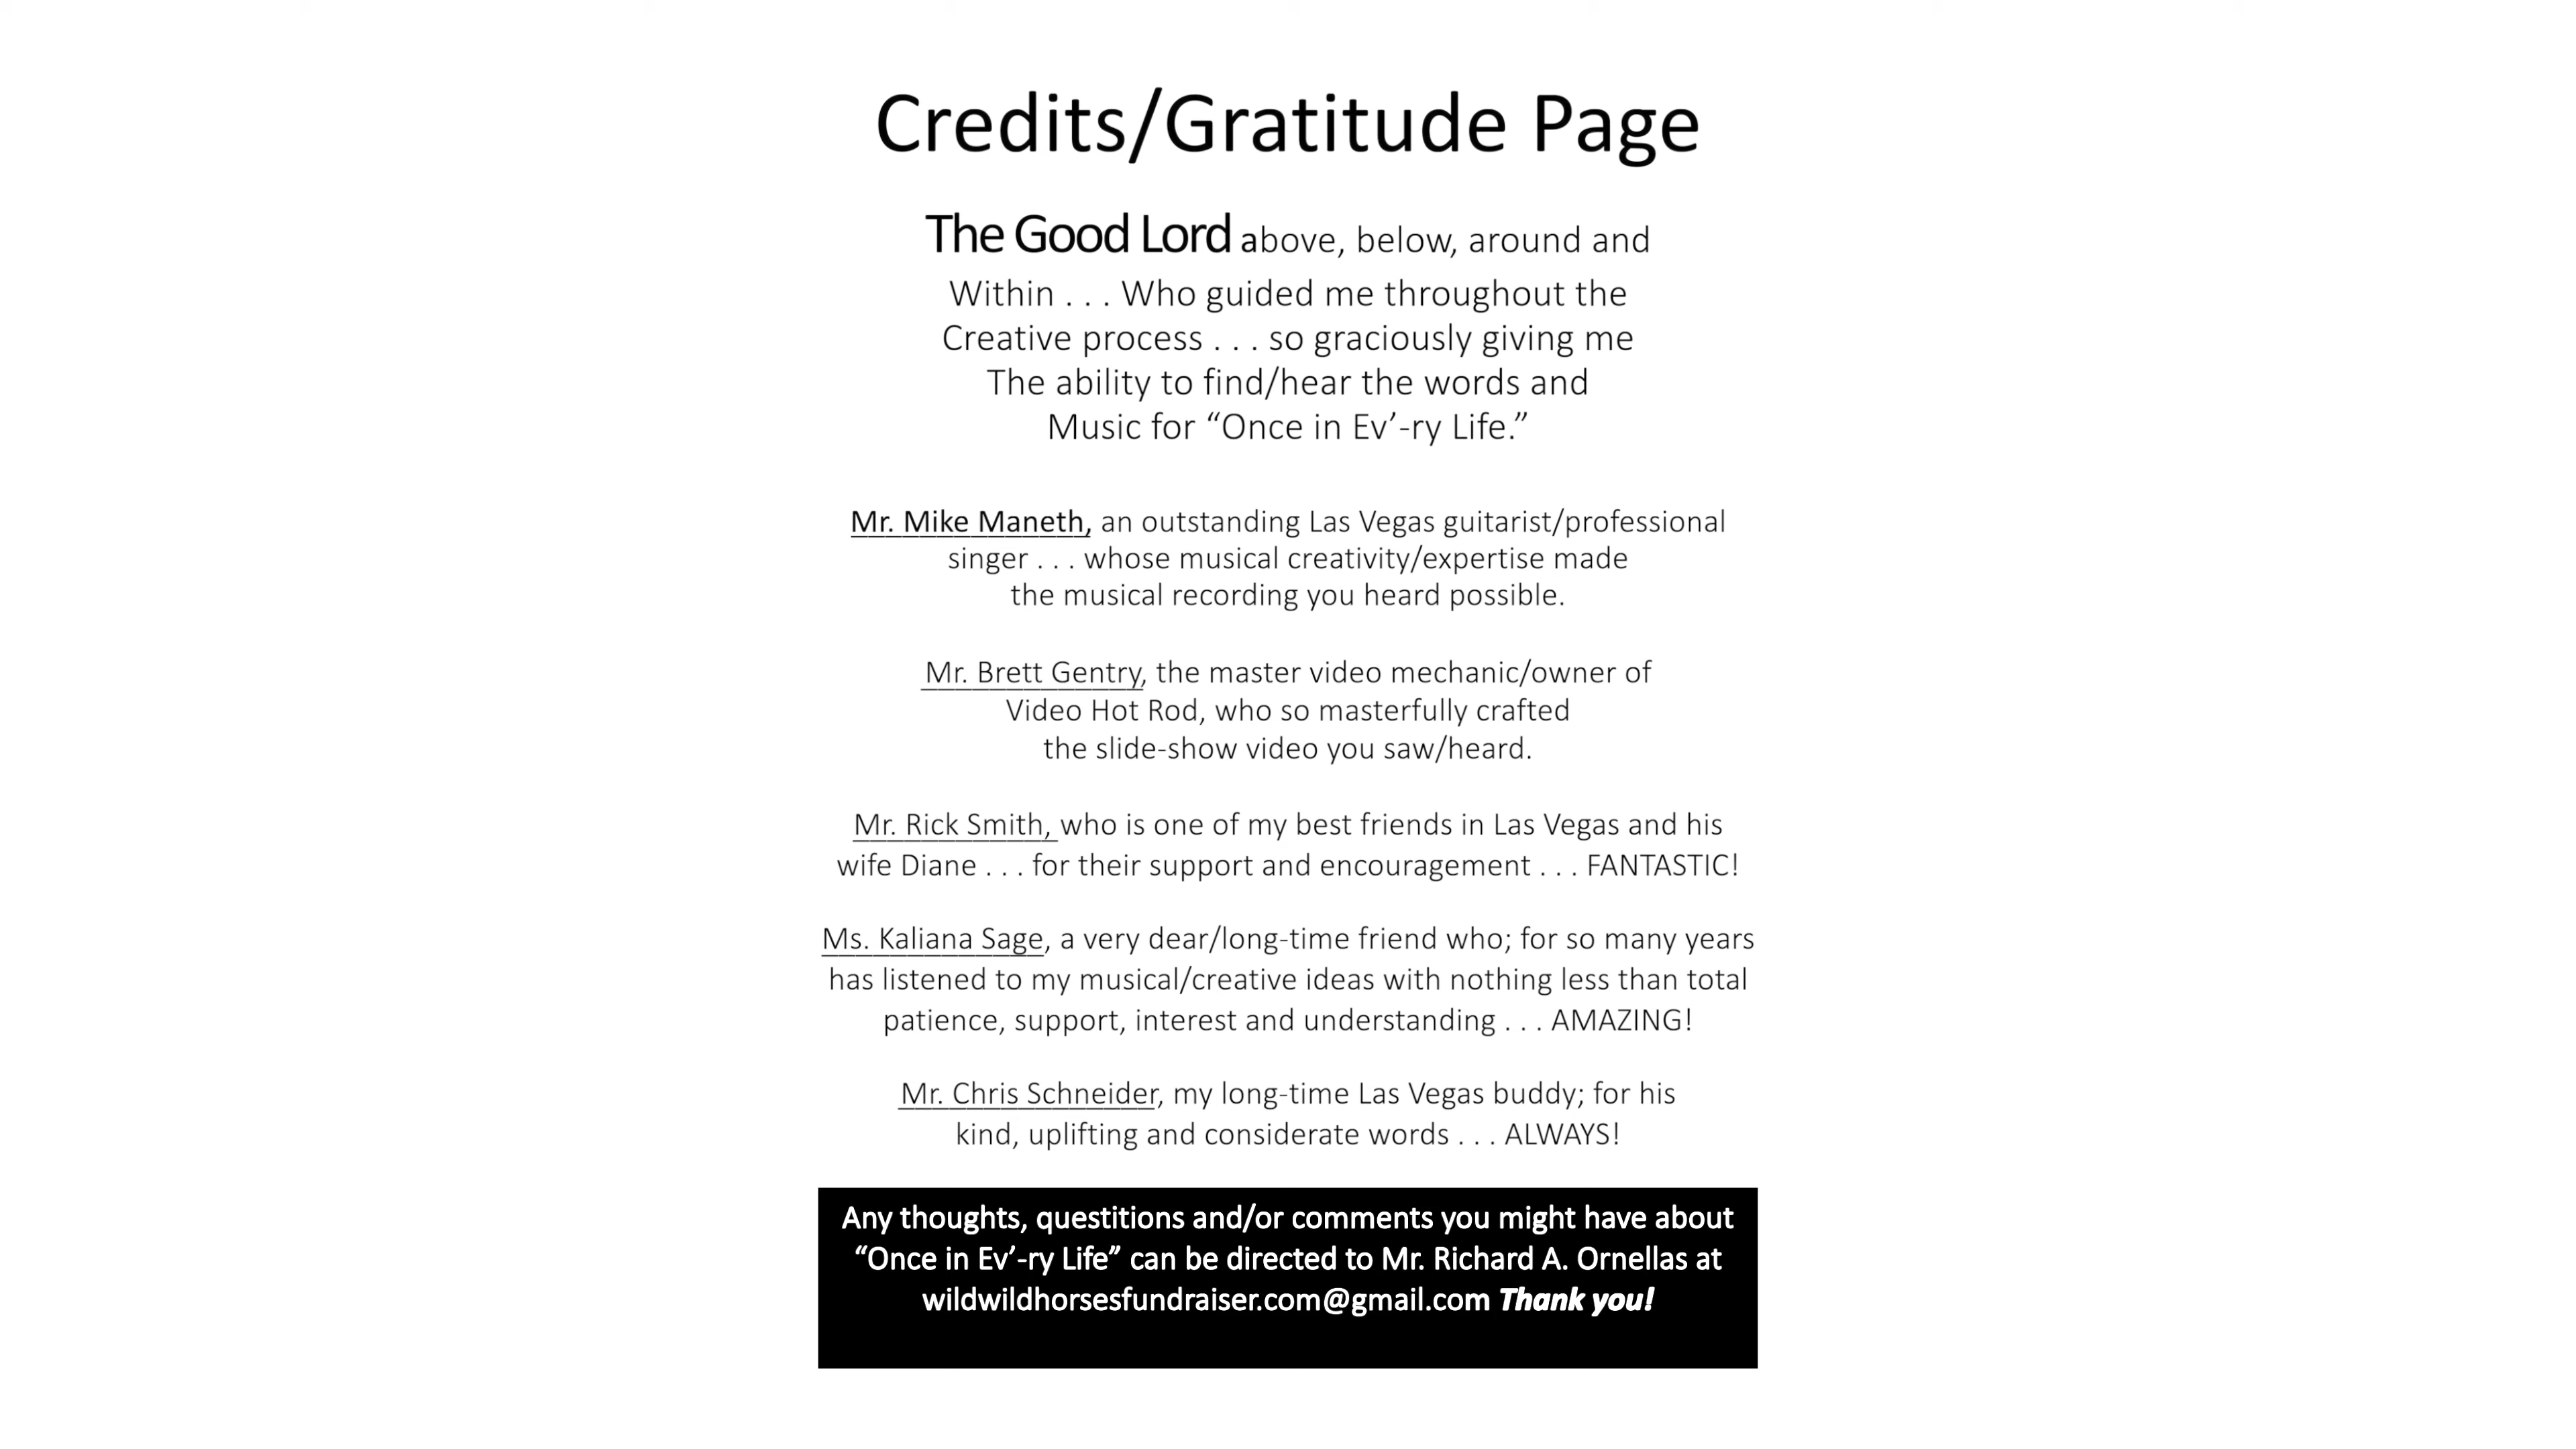 Credits/Gratitude Page
The Good Lord above, below, around and
Within . . . Who guided me throughout the
Creative process . . . so graciously giving me
The ability to find/hear the words and
Music for “Once in Ev’-ry Life.”
Mr. Mike Maneth, an outstanding Las Vegas guitarist/professional
singer . . . whose musical creativity/expertise made
the musical recording you heard possible.
Mr. Brett Gentry, the master video mechanic/owner of
Video Hot Rod, who so masterfully crafted
the slide-show video you saw/heard.
Mr. Rick Smith, who is one of my best friends in Las Vegas and his
wife Diane . . . for their support and encouragement . . . FANTASTIC!
Ms. Kaliana Sage, a very dear/long-time friend who; for so many years
has listened to my musical/creative ideas with nothing less than total
patience, support, interest and understanding . . . AMAZING!
Mr. Chris Schneider, my long-time Las Vegas buddy; for his
kind, uplifting and considerate words . . . ALWAYS!
Any thoughts, questitions and/or comments you might have about
“Once in Ev’-ry Life” can be directed to Mr. Richard A. Ornellas at
wildwildhorsesfundraiser.com@gmail.com Thank you!